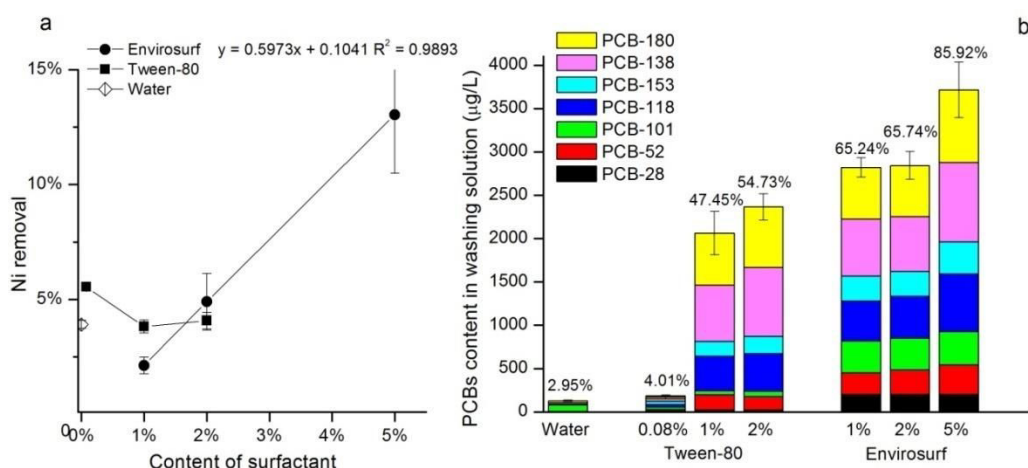 a
Envirosurf y = 0.5973x + 0.1041 R² = 0.9893
Tween-80
Water
15%
10%
5%
0
Ni removal
0% 1% 2% 3% 4% 5%
Content of surfactant
b
PCB-180
PCB-138
PCB-153
PCB-118
PCB-101
PCB-52
PCB-28
4000
3500
3000
2500
2000
1500
1000
500
0
PCBs content in washing solution (µg/L)
2.95%
4.01%
47.45%
54.73%
65.24%
65.74%
85.92%
Water 0.08% 1% 2% 1% 2% 5%
Tween-80 Envirosurf